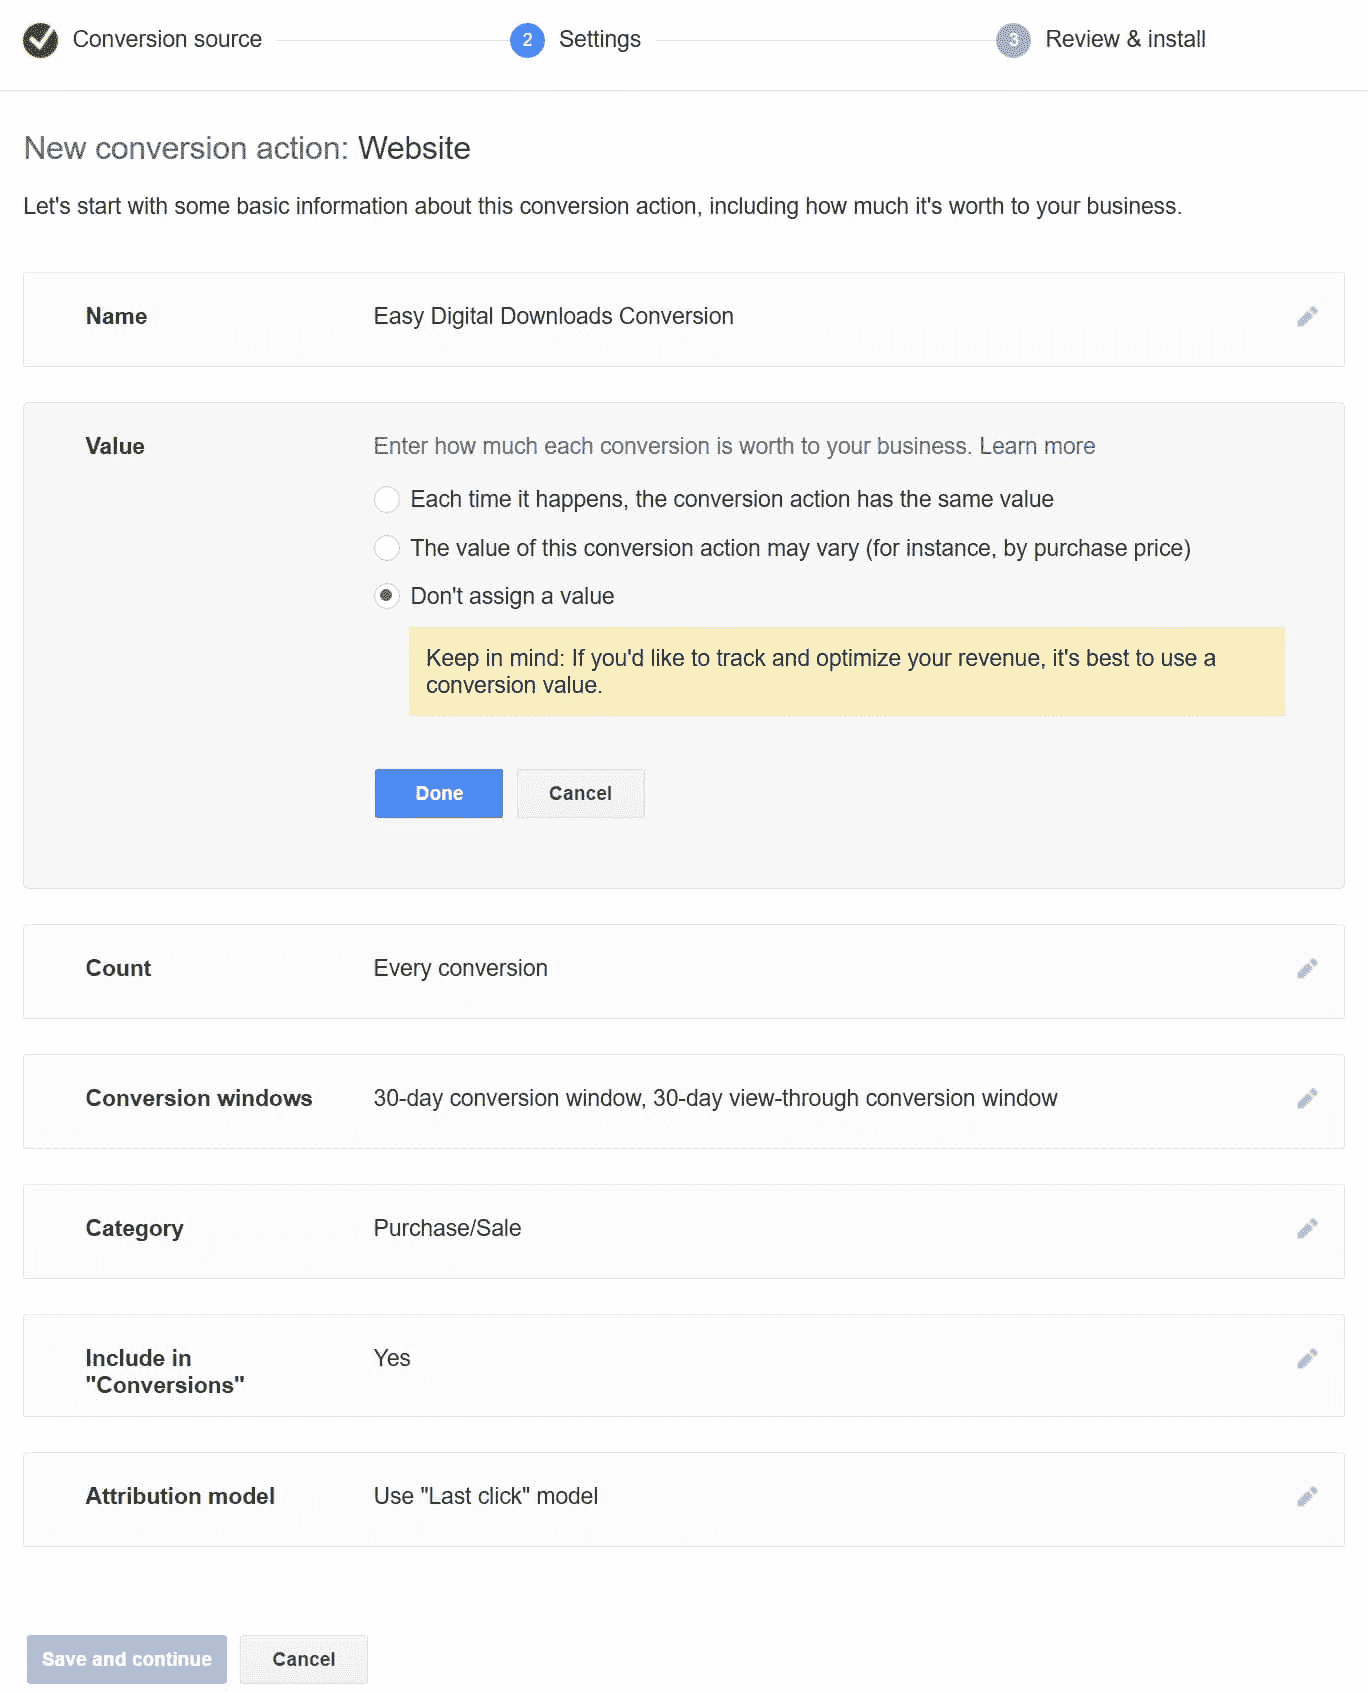 Conversion source
2 Settings
3 Review & install
New conversion action: Website
Let's start with some basic information about this conversion action, including how much it's worth to your business.
Name
Easy Digital Downloads Conversion
Value
Enter how much each conversion is worth to your business. Learn more
Each time it happens, the conversion action has the same value
The value of this conversion action may vary (for instance, by purchase price)
Don't assign a value
Keep in mind: If you'd like to track and optimize your revenue, it's best to use a
conversion value.
Done
Cancel
Count
Every conversion
Conversion windows
30-day conversion window, 30-day view-through conversion window
Category
Purchase/Sale
Include in
"Conversions"
Yes
Attribution model
Use "Last click" model
Save and continue
Cancel